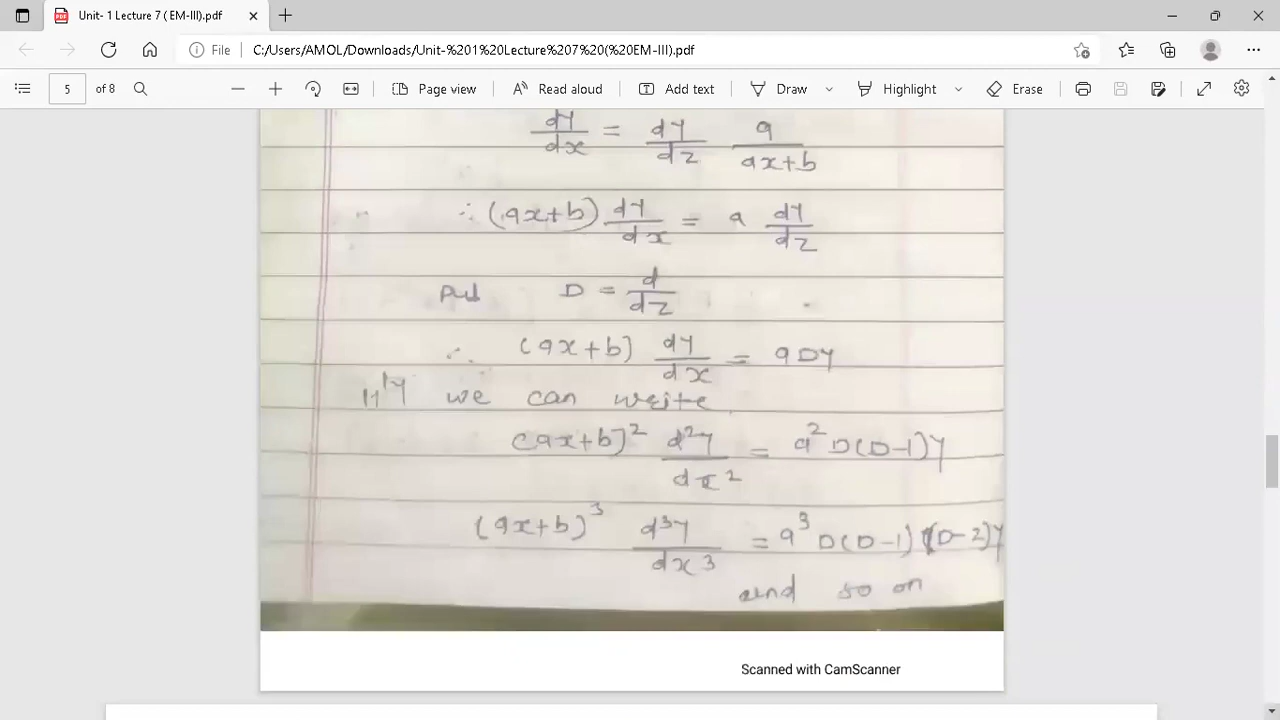 Unit- 1 Lecture 7 ( EM-III).pdf
File C:/Users/AMOL/Downloads/Unit-%201%20Lecture%207%20(%20EM-III).pdf
5 of 8 Page view Read aloud Add text Draw Highlight Erase
dy/dx = dy/dz a/ax+b
∴ (ax+b) dy/dx = a dy/dz
Put D = d/dz
∴ (ax+b) dy/dx = aDy
|||ly we can write
(ax+b)² d²y/dx² = a² D(D-1)y
(ax+b)³ d³y/dx³ = a³ D(D-1)(D-2)y
and so on
Scanned with CamScanner